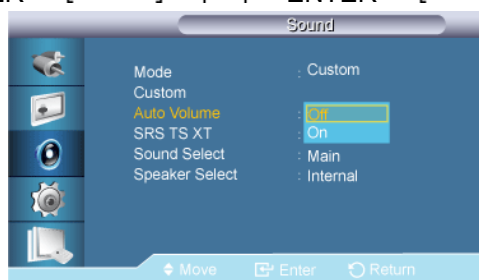 Sound
Mode : Custom
Custom
Auto Volume : Off
SRS TS XT : On
Sound Select : Main
Speaker Select : Internal
Move Enter Return